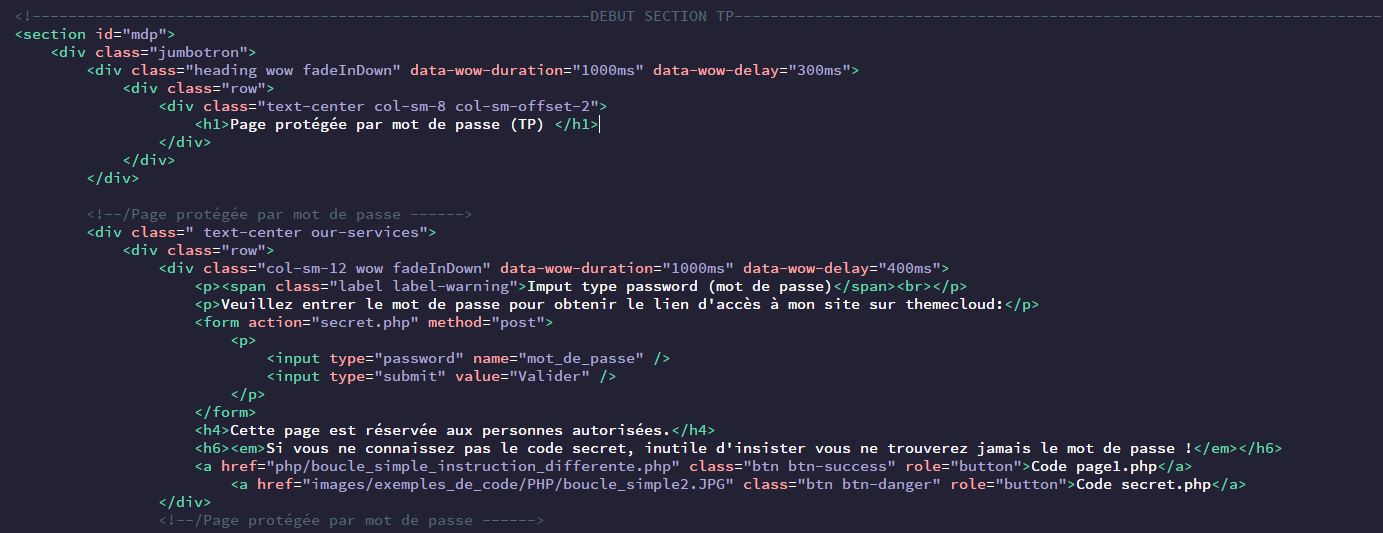 <!-----------------------------------------------------------------DEBUT SECTION TP----------------------------------------------------------------------------
<section id="mdp">
<div class="jumbotron">
<div class="heading wow fadeInDown" data-wow-duration="1000ms" data-wow-delay="300ms">
<div class="row">
<div class="text-center col-sm-8 col-sm-offset-2">
<h1>Page protégée par mot de passe (TP) </h1>
</div>
</div>
</div>
<!--/Page protégée par mot de passe ------>
<div class=" text-center our-services">
<div class="row">
<div class="col-sm-12 wow fadeInDown" data-wow-duration="1000ms" data-wow-delay="400ms">
<p><span class="label label-warning">Imput type password (mot de passe)</span><br></p>
<p>Veuillez entrer le mot de passe pour obtenir le lien d'accès à mon site sur themecloud:</p>
<form action="secret.php" method="post">
<p>
<input type="password" name="mot_de_passe" />
<input type="submit" value="Valider" />
</p>
</form>
<h4>Cette page est réservée aux personnes autorisées.</h4>
<h6><em>Si vous ne connaissez pas le code secret, inutile d'insister vous ne trouverez jamais le mot de passe !</em></h6>
<a href="php/boucle_simple_instruction_differente.php" class="btn btn-success" role="button">Code page1.php</a>
<a href="images/exemples_de_code/PHP/boucle_simple2.JPG" class="btn btn-danger" role="button">Code secret.php</a>
</div>
<!--/Page protégée par mot de passe ------>